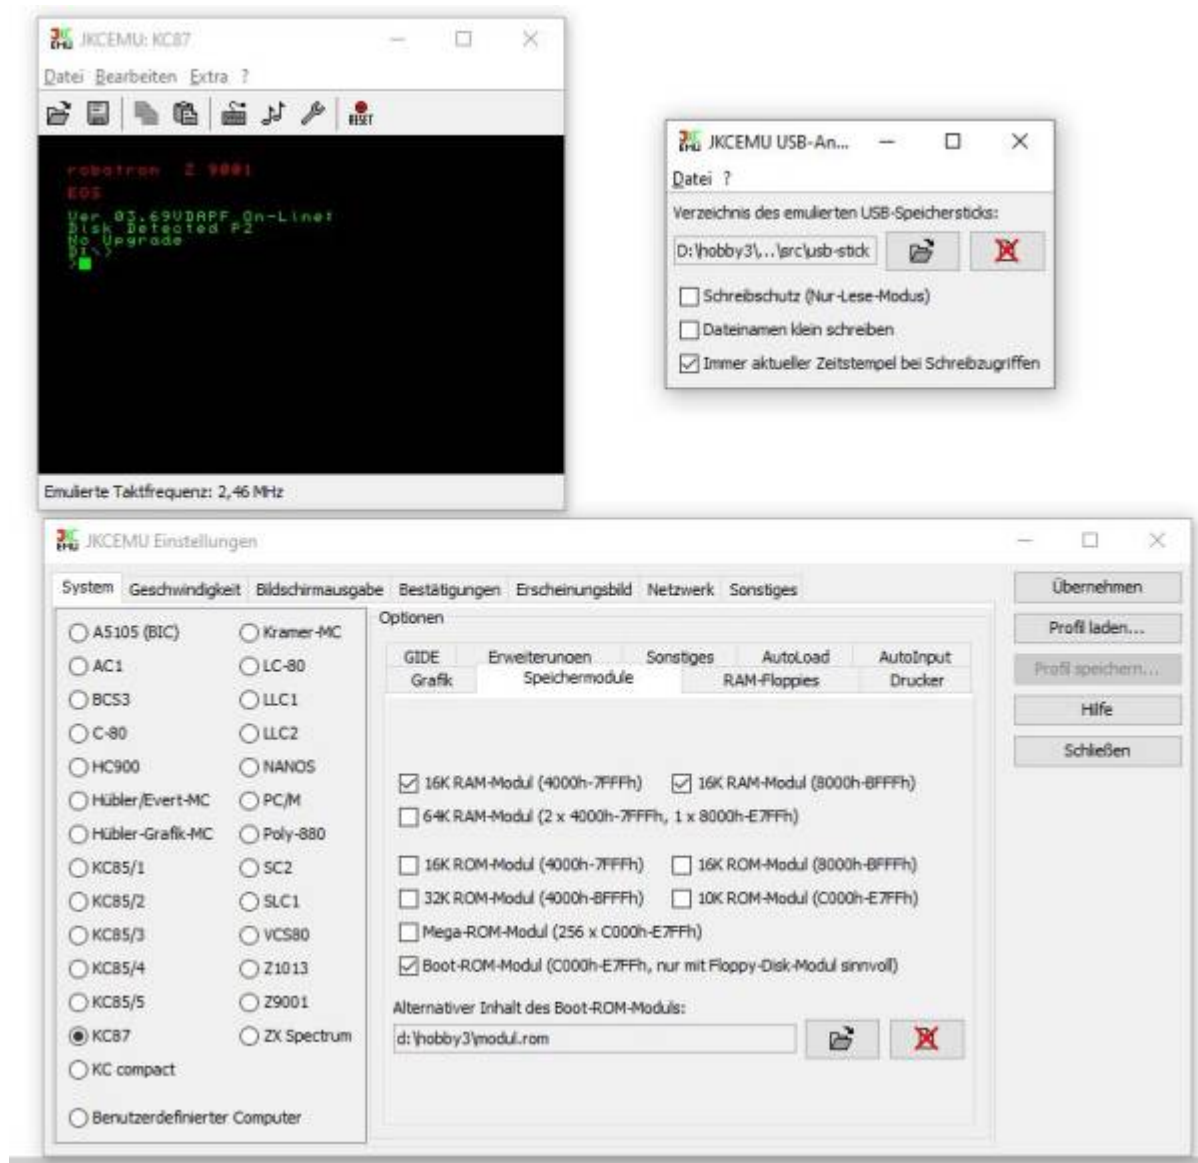 JKCEMU: KC87
Datei Bearbeiten Extra ?
RESET
robotron Z 9001
EOS
Ver 03.69VDAPF On-Line!
Disk Detected P2
No Upgrade
D:\>
>
Emulierte Taktfrequenz: 2,46 MHz
JKCEMU USB-An...
Datei ?
Verzeichnis des emulierten USB-Speichersticks:
D:\hobby3\,...\src\usb-stick
Schreibschutz (Nur-Lese-Modus)
Dateinamen klein schreiben
Immer aktueller Zeitstempel bei Schreibzugriffen
JKCEMU Einstellungen
System Geschwindigkeit Bildschirmausgabe Bestätigungen Erscheinungsbild Netzwerk Sonstiges
A5105 (BIC)
AC1
BCS3
C-80
HC900
Hübler/Evert-MC
Hübler-Grafik-MC
KC85/1
KC85/2
KC85/3
KC85/4
KC85/5
KC87
KC compact
Benutzerdefinierter Computer
Kramer-MC
LC-80
LLC1
LLC2
NANOS
PC/M
Poly-880
SC2
SLC1
VCS80
Z1013
Z9001
ZX Spectrum
Optionen
GIDE Erweiterungen Sonstiges AutoLoad AutoInput
Grafik Speichermodule RAM-Floppies Drucker
16K RAM-Modul (4000h-7FFFh) 16K RAM-Modul (8000h-BFFFh)
64K RAM-Modul (2 x 4000h-7FFFh, 1 x 8000h-E7FFh)
16K ROM-Modul (4000h-7FFFh) 16K ROM-Modul (8000h-BFFFh)
32K ROM-Modul (4000h-BFFFh) 10K ROM-Modul (C000h-E7FFh)
Mega-ROM-Modul (256 x C000h-E7FFh)
Boot-ROM-Modul (C000h-E7FFh, nur mit Floppy-Disk-Modul sinnvoll)
Alternativer Inhalt des Boot-ROM-Moduls:
d:\hobby3\modul.rom
Übernehmen
Profil laden...
Profil speichern...
Hilfe
Schließen